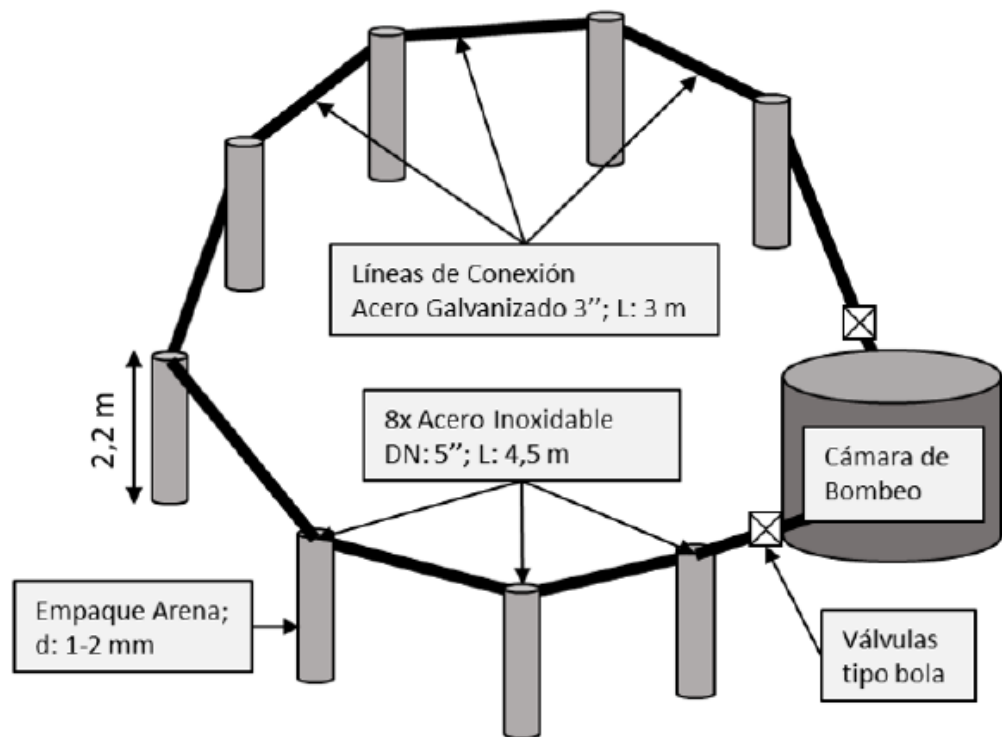 Líneas de Conexión
Acero Galvanizado 3’’; L: 3 m
2,2 m
8x Acero Inoxidable
DN: 5’’; L: 4,5 m
Cámara de
Bombeo
Empaque Arena;
d: 1-2 mm
Válvulas
tipo bola